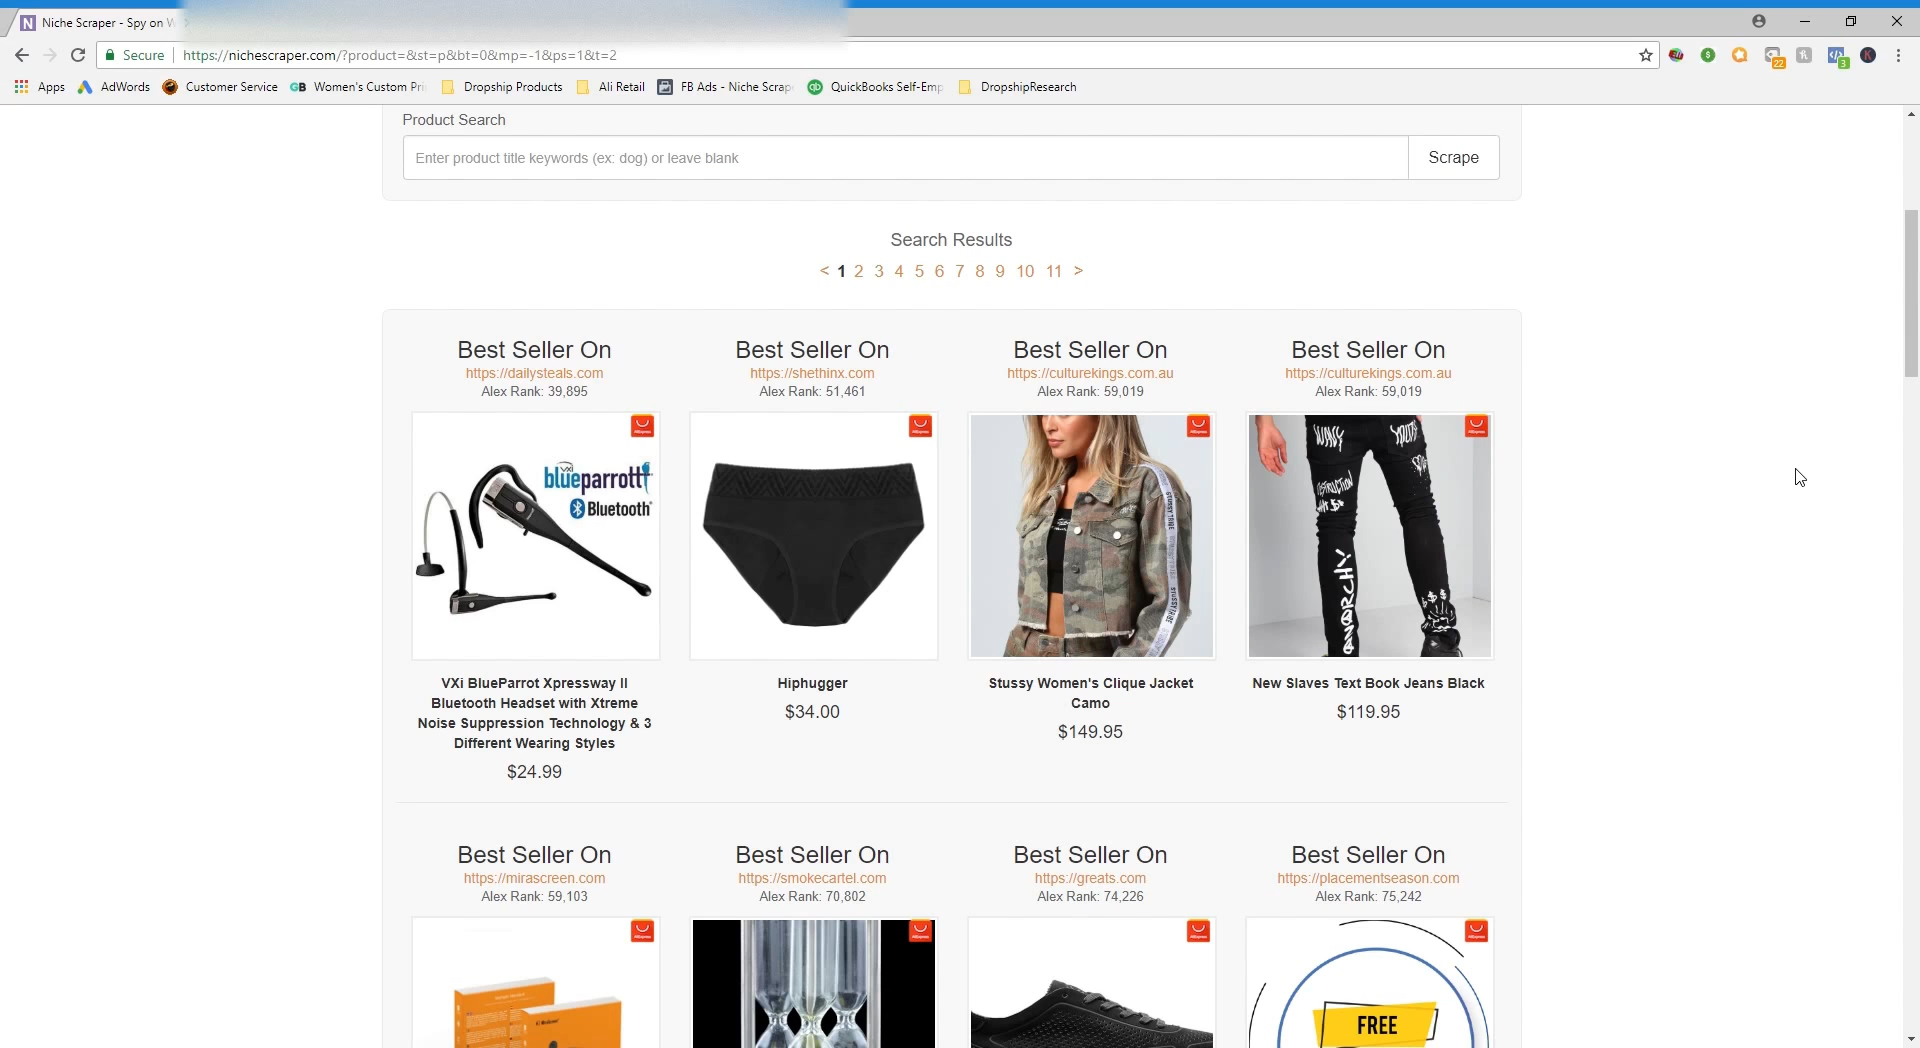 Niche Scraper - Spy on
Secure
https://nichescraper.com/?product=&st=p&bt=0&mp=-1&ps=1&t=2
22
3
K
Apps
AdWords
Customer Service
GB Women's Custom Pri
Dropship Products
Ali Retail
FB Ads - Niche Scrap
qb QuickBooks Self-Emp
DropshipResearch
Product Search
Enter product title keywords (ex: dog) or leave blank
Scrape
Search Results
< 1 2 3 4 5 6 7 8 9 10 11 >
Best Seller On
https://dailysteals.com
Alex Rank: 39,895
VXi
blueparrott
Bluetooth
VXi BlueParrot Xpressway II
Bluetooth Headset with Xtreme
Noise Suppression Technology & 3
Different Wearing Styles
$24.99
Best Seller On
https://shethinx.com
Alex Rank: 51,461
Hiphugger
$34.00
Best Seller On
https://culturekings.com.au
Alex Rank: 59,019
Stussy Women's Clique Jacket
Camo
$149.95
Best Seller On
https://culturekings.com.au
Alex Rank: 59,019
New Slaves Text Book Jeans Black
$119.95
Best Seller On
https://mirascreen.com
Alex Rank: 59,103
Best Seller On
https://smokecartel.com
Alex Rank: 70,802
Best Seller On
https://greats.com
Alex Rank: 74,226
Best Seller On
https://placementseason.com
Alex Rank: 75,242
FREE